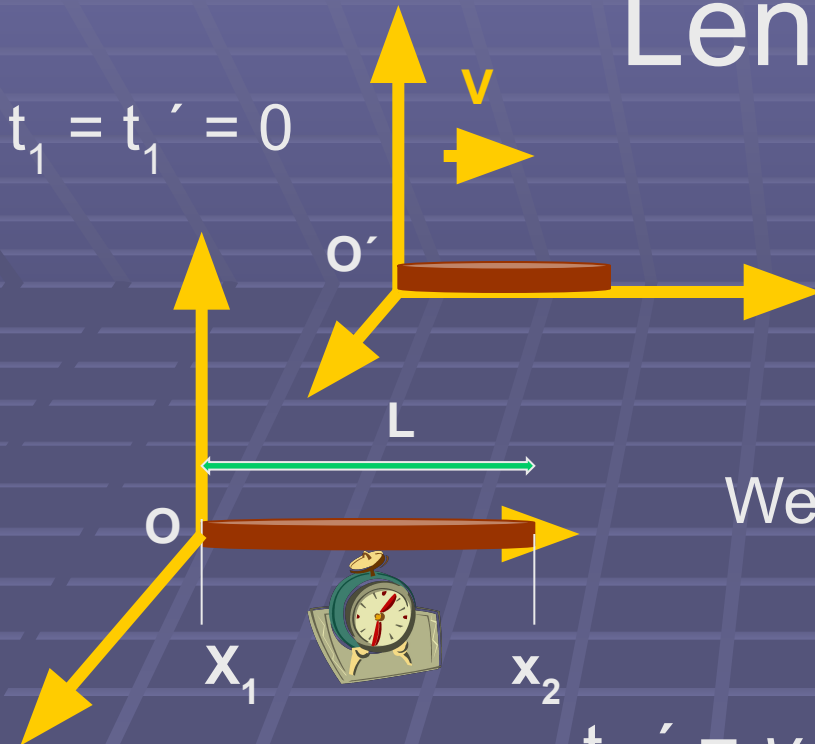 Len
v
t₁ = t₁´ = 0
O´
L
We
O
X₁ x₂
t ´ = v